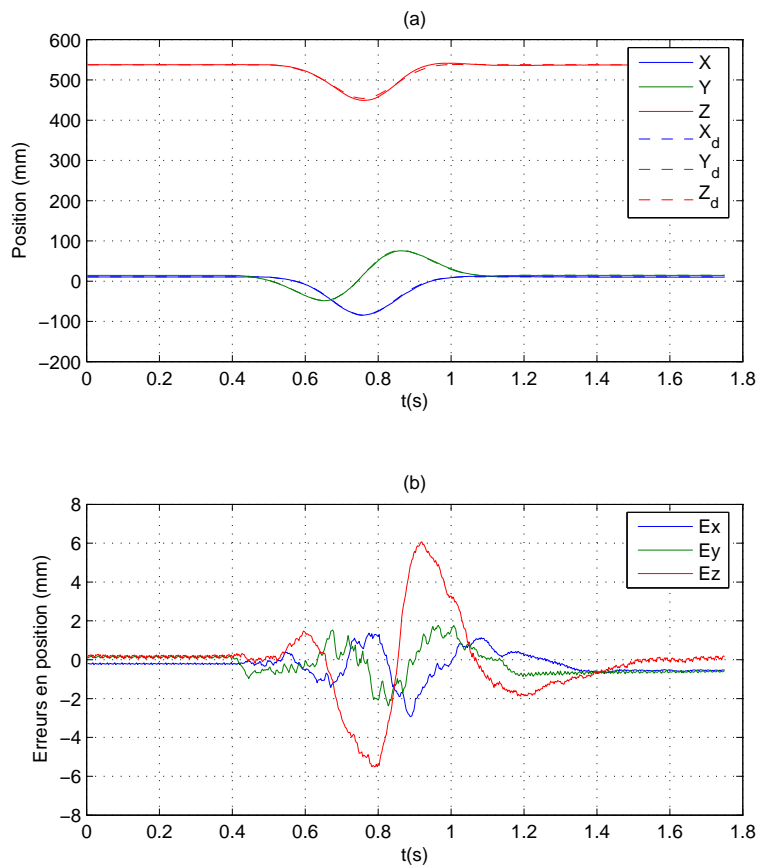 (a)
600
500
400
300
200
100
0
−100
−200
Position (mm)
X
Y
Z
X_d
Y_d
Z_d
0 0.2 0.4 0.6 0.8 1 1.2 1.4 1.6 1.8
t(s)
(b)
8
6
4
2
0
−2
−4
−6
−8
Erreurs en position (mm)
Ex
Ey
Ez
0 0.2 0.4 0.6 0.8 1 1.2 1.4 1.6 1.8
t(s)